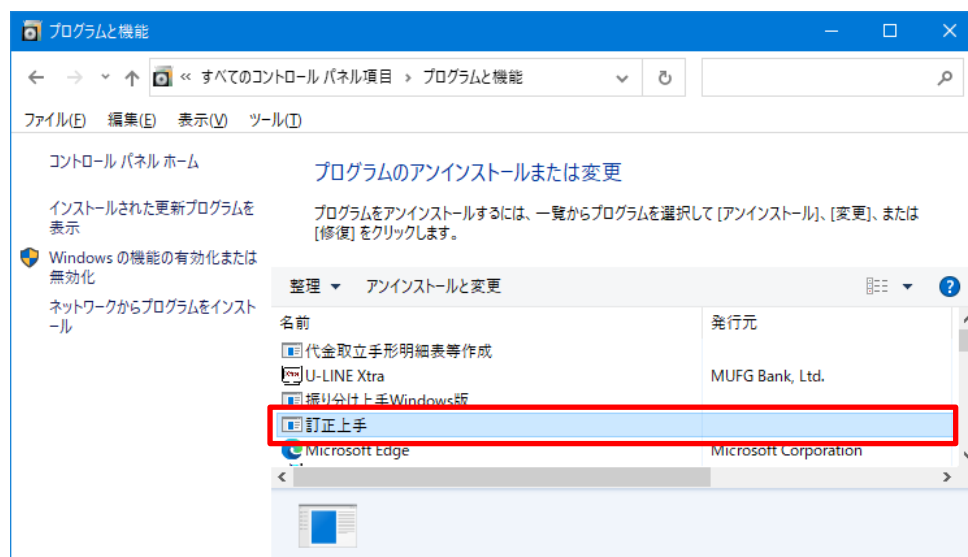 プログラムと機能
« すべてのコントロール パネル項目 › プログラムと機能
ファイル(F) 編集(E) 表示(V) ツール(T)
コントロール パネル ホーム
インストールされた更新プログラムを
表示
Windows の機能の有効化または
無効化
ネットワークからプログラムをインスト
ール
プログラムのアンインストールまたは変更
プログラムをアンインストールするには、一覧からプログラムを選択して [アンインストール]、[変更]、または
[修復] をクリックします。
整理 アンインストールと変更
名前 発行元
代金取立手形明細表等作成
U-LINE Xtra MUFG Bank, Ltd.
振り分け上手Windows版
訂正上手
Microsoft Edge Microsoft Corporation